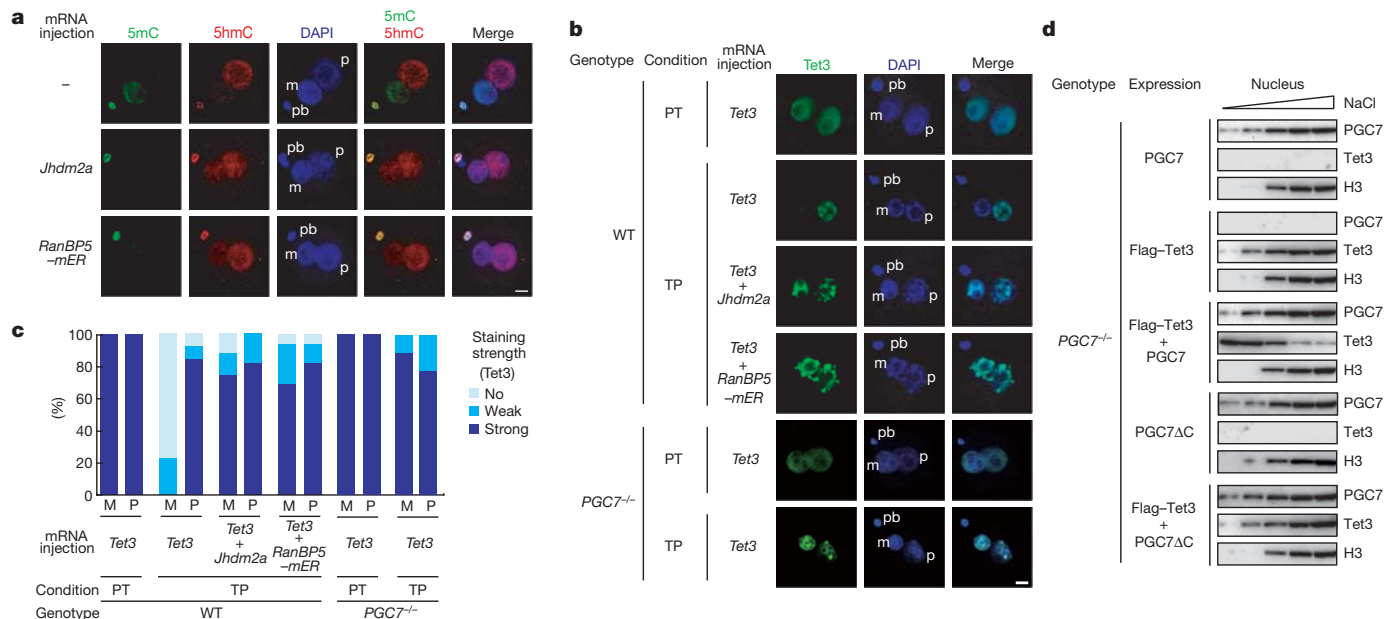 a
mRNA
injection
5mC
5hmC
DAPI
5mC
5hmC
Merge
–
m
p
pb
Jhdm2a
pb
p
m
RanBP5
–mER
pb
m
p
b
Genotype
Condition
mRNA
injection
Tet3
DAPI
Merge
WT
PT
Tet3
pb
m
p
TP
Tet3
pb
m
p
Tet3
+
Jhdm2a
pb
m
p
Tet3
+
RanBP5
–mER
pb
m
p
PGC7–/–
PT
Tet3
pb
m
p
TP
Tet3
pb
m
p
c
100
80
60
40
20
0
(%)
Staining
strength
(Tet3)
No
Weak
Strong
M P M P M P M P M P M P
mRNA
injection
Tet3
Tet3
Tet3
+
Jhdm2a
Tet3
+
RanBP5
–mER
Tet3
Tet3
Condition
PT
TP
PT
TP
Genotype
WT
PGC7–/–
d
Genotype
Expression
Nucleus
NaCl
PGC7–/–
PGC7
PGC7
Tet3
H3
Flag–Tet3
PGC7
Tet3
H3
Flag–Tet3
+
PGC7
PGC7
Tet3
H3
PGC7ΔC
PGC7
Tet3
H3
Flag–Tet3
+
PGC7ΔC
PGC7
Tet3
H3